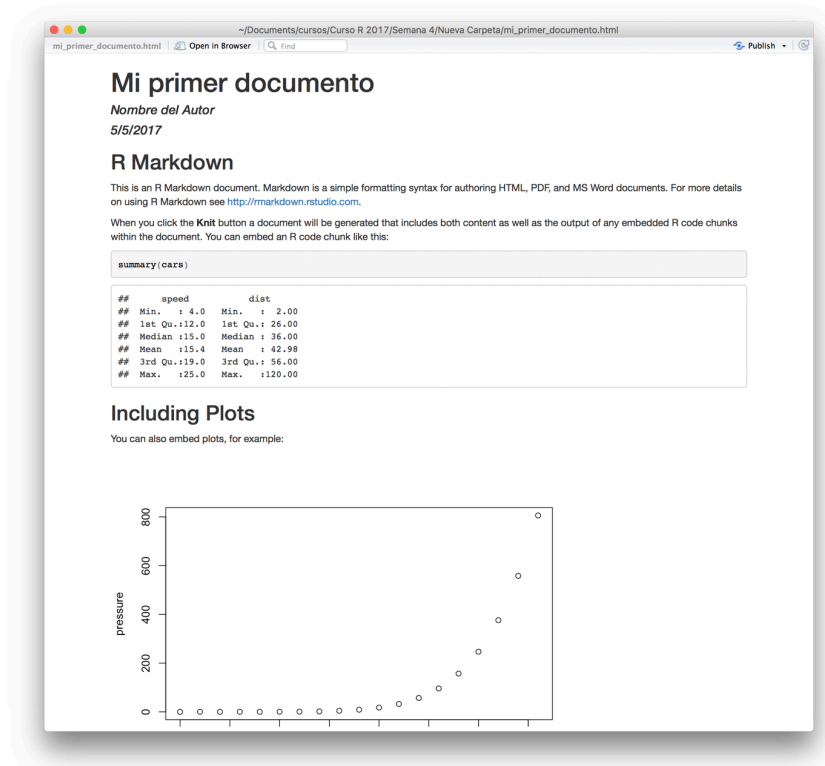 ~/Documents/cursos/Curso R 2017/Semana 4/Nueva Carpeta/mi_primer_documento.html
mi_primer_documento.html Open in Browser Find Publish
Mi primer documento
Nombre del Autor
5/5/2017
R Markdown
This is an R Markdown document. Markdown is a simple formatting syntax for authoring HTML, PDF, and MS Word documents. For more details
on using R Markdown see http://rmarkdown.rstudio.com.
When you click the Knit button a document will be generated that includes both content as well as the output of any embedded R code chunks
within the document. You can embed an R code chunk like this:
summary(cars)
##      speed           dist
##  Min.   : 4.0   Min.   :  2.00
##  1st Qu.:12.0   1st Qu.: 26.00
##  Median :15.0   Median : 36.00
##  Mean   :15.4   Mean   : 42.98
##  3rd Qu.:19.0   3rd Qu.: 56.00
##  Max.   :25.0   Max.   :120.00
Including Plots
You can also embed plots, for example:
800
600
400
200
0
pressure